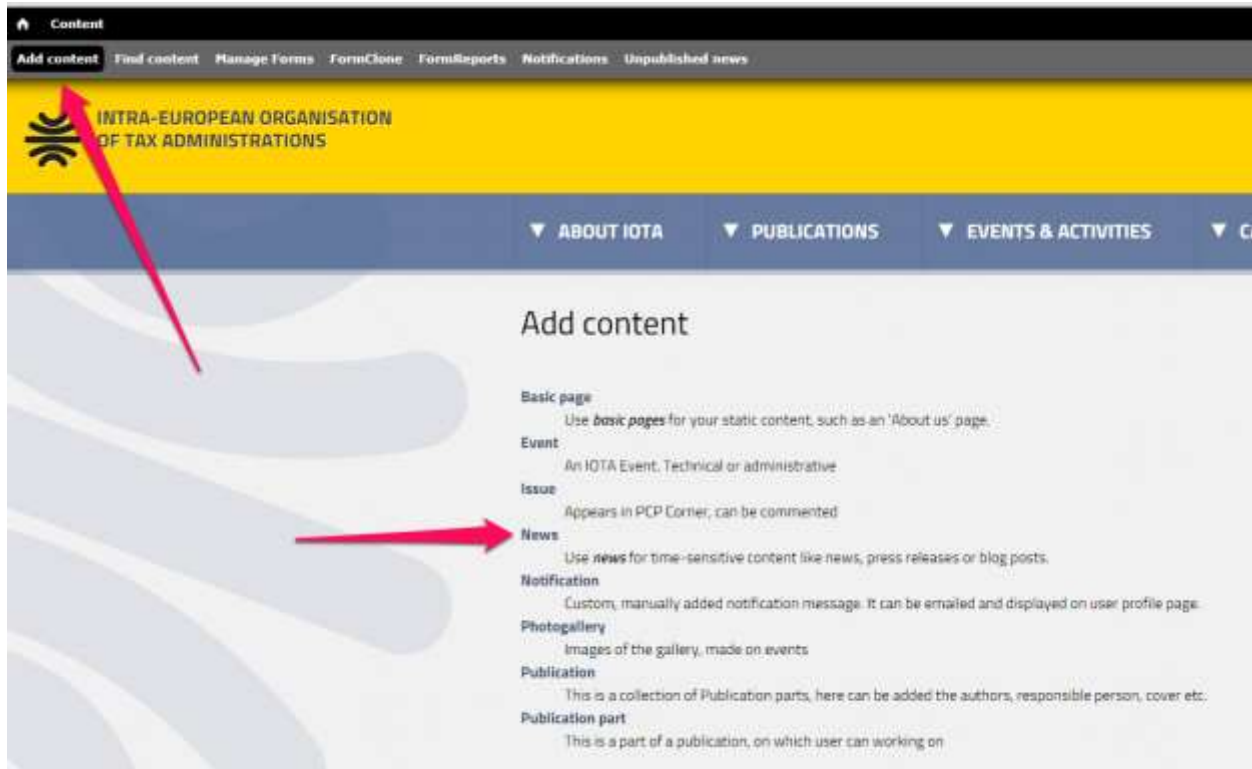 Content
Add content Find content Manage Forms FormClone FormReports Notifications Unpublished news
INTRA-EUROPEAN ORGANISATION
OF TAX ADMINISTRATIONS
▼ ABOUT IOTA ▼ PUBLICATIONS ▼ EVENTS & ACTIVITIES ▼
Add content
Basic page
Use basic pages for your static content, such as an 'About us' page.
Event
An IOTA Event. Technical or administrative
Issue
Appears in PCP Corner, can be commented
News
Use news for time-sensitive content like news, press releases or blog posts.
Notification
Custom, manually added notification message. It can be emailed and displayed on user profile page.
Photogallery
Images of the gallery, made on events
Publication
This is a collection of Publication parts, here can be added the authors, responsible person, cover etc.
Publication part
This is a part of a publication, on which user can working on